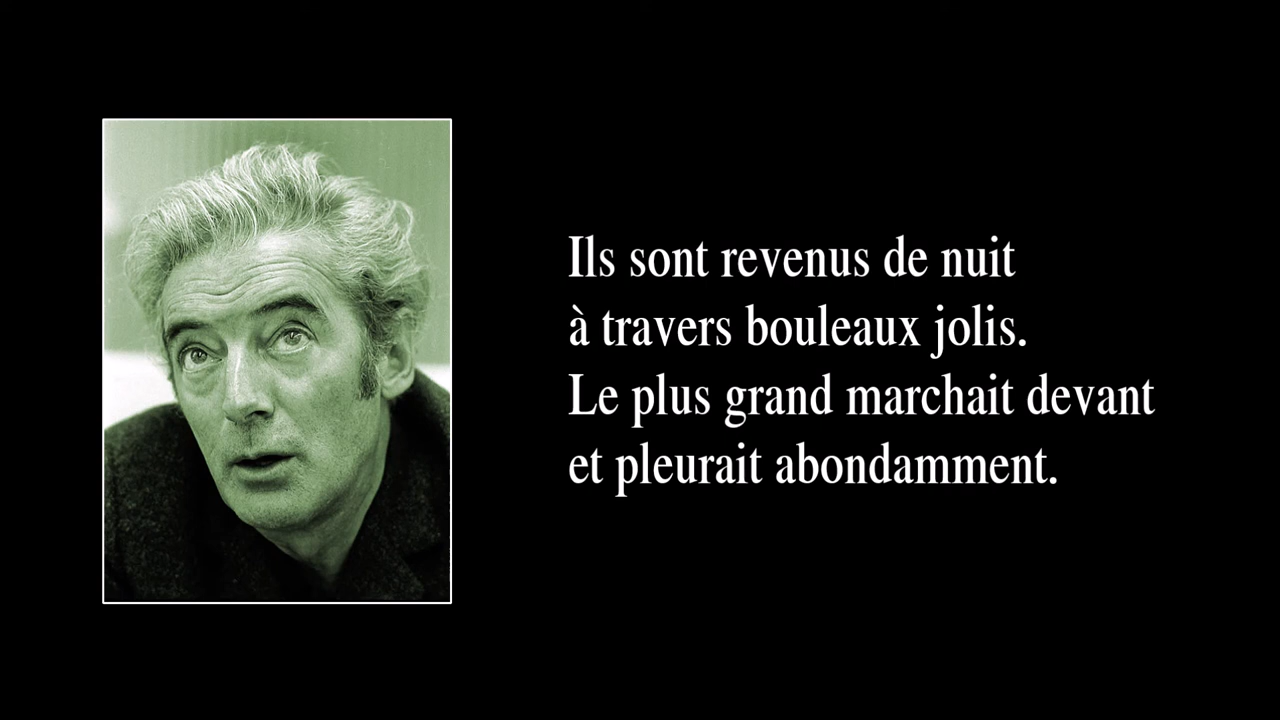 Ils sont revenus de nuit
à travers bouleaux jolis.
Le plus grand marchait devant
et pleurait abondamment.